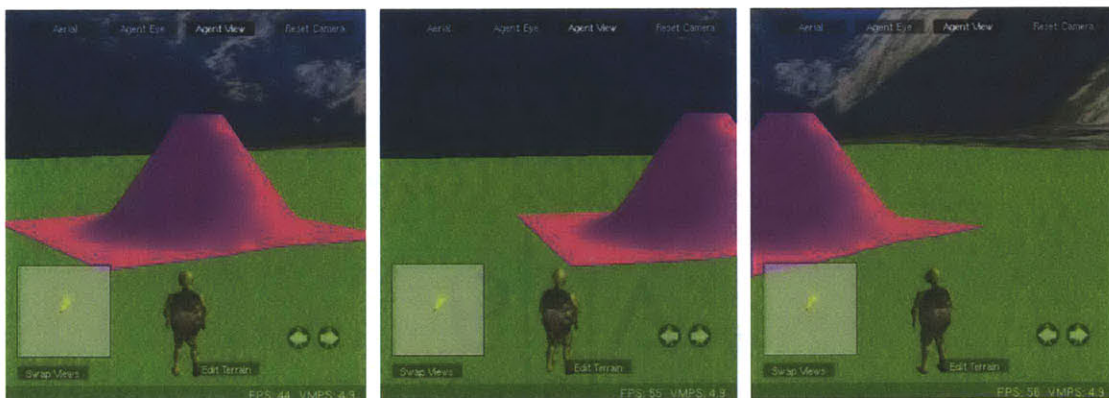 Aerial Agent Eye Agent View Reset Camera
Swap Views Edit Terrain
FPS: 44 VMPS: 4.9
Aerial Agent Eye Agent View Reset Camera
Swap Views Edit Terrain
FPS: 55 VMPS: 4.9
Aerial Agent Eye Agent View Reset Camera
Swap Views Edit Terrain
FPS: 56 VMPS: 4.9